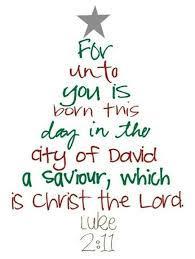 For
unto
you is
born this
day in the
city of David
a saviour, which
is Christ the Lord.
Luke
2:11